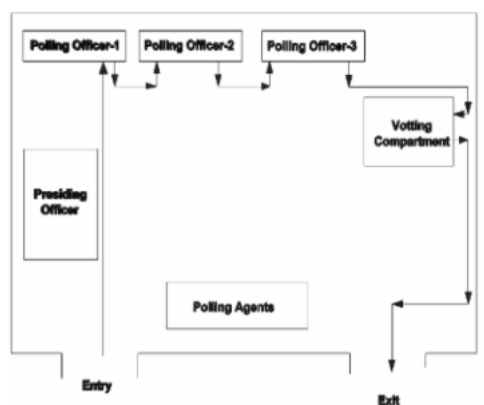 Polling Officer-1
Polling Officer-2
Polling Officer-3
Votting
Compartment
Presiding
Officer
Polling Agents
Entry
Exit